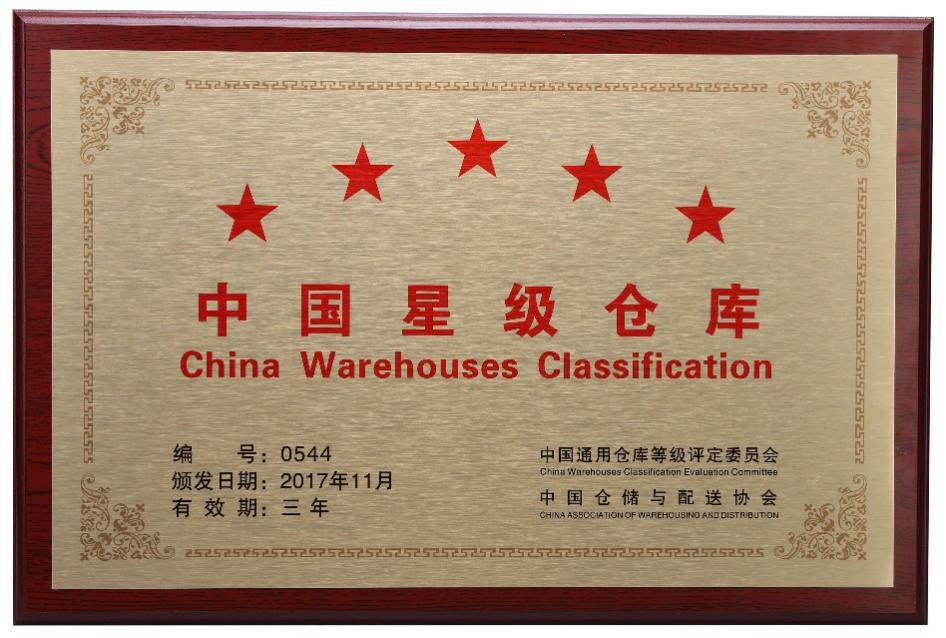 中国星级仓库
China Warehouses Classification
编 号：0544
颁发日期：2017年11月
有效期：三年
中国通用仓库等级评定委员会
China Warehouses Classification Evaluation Committee
中国仓储与配送协会
CHINA ASSOCIATION OF WAREHOUSING AND DISTRIBUTION